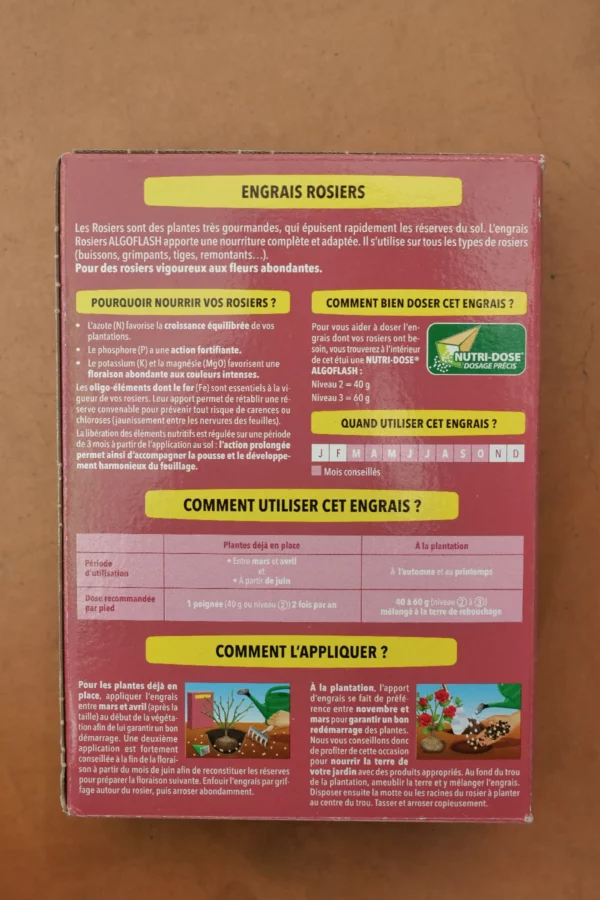 ENGRAIS ROSIERS
Les Rosiers sont des plantes très gourmandes, qui épuisent rapidement les réserves du sol. L'engrais
Rosiers ALGOFLASH apporte une nourriture complète et adaptée. Il s'utilise sur tous les types de rosiers
(buissons, grimpants, tiges, remontants...).
Pour des rosiers vigoureux aux fleurs abondantes.
POURQUOI NOURRIR VOS ROSIERS ?
• L'azote (N) favorise la croissance équilibrée de vos
plantations.
• Le phosphore (P) a une action fortifiante.
• Le potassium (K) et la magnésie (MgO) favorisent une
floraison abondante aux couleurs intenses.
Les oligo-éléments dont le fer (Fe) sont essentiels à la vi-
gueur de vos rosiers. Leur apport permet de rétablir une ré-
serve convenable pour prévenir tout risque de carences ou
chloroses (jaunissement entre les nervures des feuilles).
La libération des éléments nutritifs est régulée sur une période
de 3 mois à partir de l'application au sol : l'action prolongée
permet ainsi d'accompagner la pousse et le développe-
ment harmonieux du feuillage.
COMMENT BIEN DOSER CET ENGRAIS ?
Pour vous aider à doser l'en-
grais dont vos rosiers ont be-
soin, vous trouverez à l'intérieur
de cet étui une NUTRI-DOSE®
ALGOFLASH :
Niveau 2 = 40 g
Niveau 3 = 60 g
NUTRI-DOSE
DOSAGE PRÉCIS
QUAND UTILISER CET ENGRAIS ?
J F M A M J J A S O N D
Mois conseillés
COMMENT UTILISER CET ENGRAIS ?
Plantes déjà en place
À la plantation
Période
d'utilisation
• Entre mars et avril
et
• À partir de juin
À l'automne et au printemps
Dose recommandée
par pied
1 poignée (40 g ou niveau ②) 2 fois par an
40 à 60 g (niveau ② à ③)
mélangé à la terre de rebouchage
COMMENT L'APPLIQUER ?
Pour les plantes déjà en
place, appliquer l'engrais
entre mars et avril (après la
taille) au début de la végéta-
tion afin de lui garantir un bon
démarrage. Une deuxième
application est fortement
conseillée à la fin de la florai-
son à partir du mois de juin afin de reconstituer les réserves
pour préparer la floraison suivante. Enfouir l'engrais par grif-
fage autour du rosier, puis arroser abondamment.
À la plantation, l'apport
d'engrais se fait de préfé-
rence entre novembre et
mars pour garantir un bon
redémarrage des plantes.
Nous vous conseillons donc
de profiter de cette occasion
pour nourrir la terre de
votre jardin avec des produits appropriés. Au fond du trou
de la plantation, ameublir la terre et y mélanger l'engrais.
Disposer ensuite la motte ou les racines du rosier à planter
au centre du trou. Tasser et arroser copieusement.